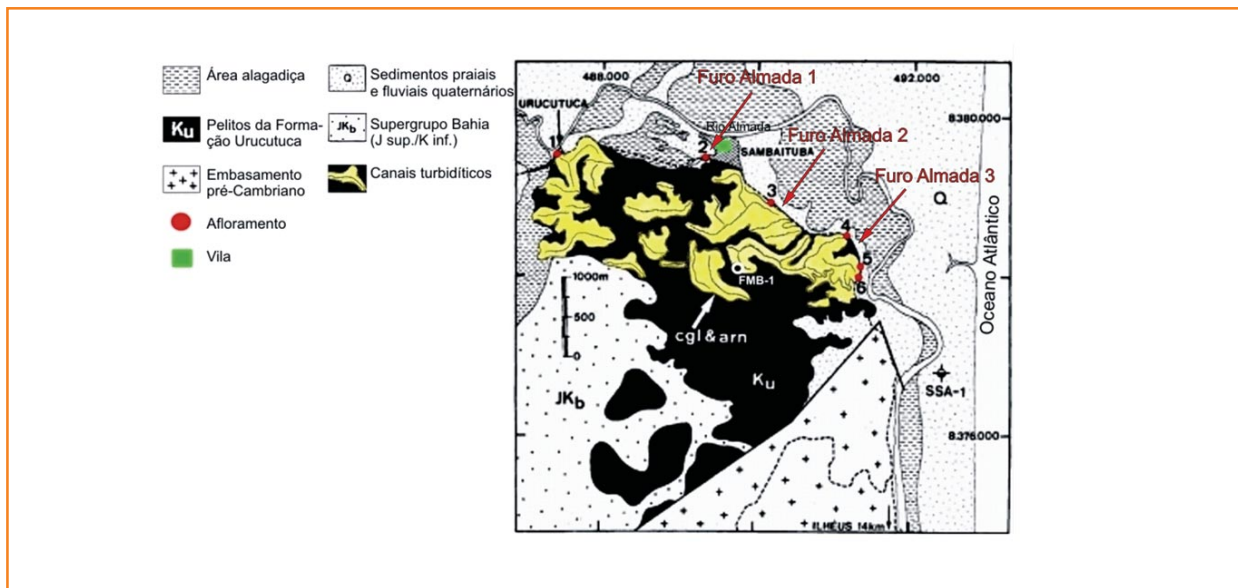 Área alagadiça
Q
Sedimentos praiais
e fluviais quaternários
Ku
Pelitos da Forma-
ção Urucutuca
JKb
Supergrupo Bahia
(J sup./K inf.)
Embasamento
pré-Cambriano
Canais turbidíticos
Afloramento
Vila
488.000
492.000
Furo Almada 1
URUCUTUCA
8.380.000
Rio Almada
Furo Almada 2
1
2
SAMBAITUBA
Furo Almada 3
3
Q
4
5
6
FMB-1
1000m
500
0
cgl & arn
Ku
JKb
SSA-1
8.376.000
Oceano Atlântico
ILHÉUS 14km